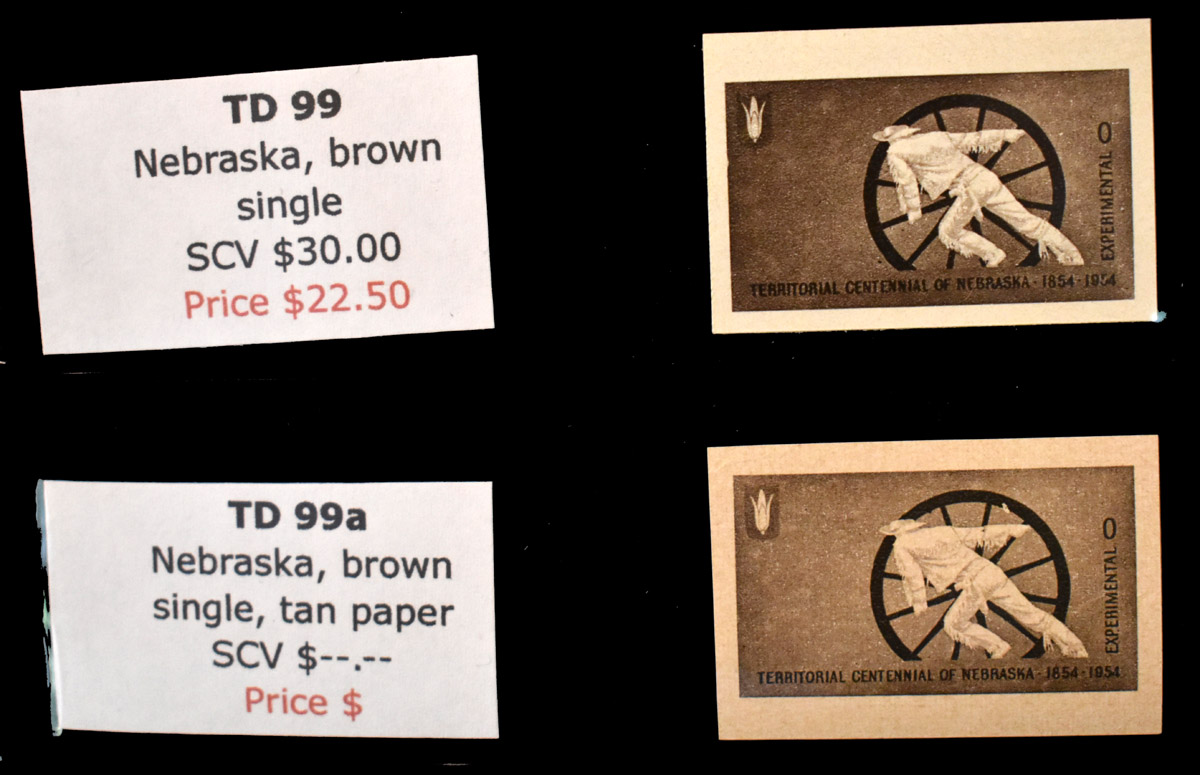 TD 99
Nebraska, brown
single
SCV $30.00
Price $22.50
EXPERIMENTAL 0
TERRITORIAL CENTENNIAL OF NEBRASKA · 1854 · 1954
TD 99a
Nebraska, brown
single, tan paper
SCV $--.--
Price $
EXPERIMENTAL 0
TERRITORIAL CENTENNIAL OF NEBRASKA · 1854 · 1954